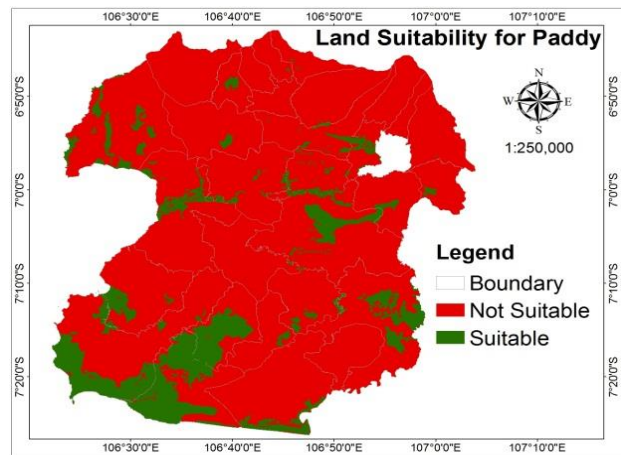 106°30'0"E 106°40'0"E 106°50'0"E 107°0'0"E 107°10'0"E
Land Suitability for Paddy
N
W E
S
1:250,000
6°50'0"S 6°50'0"S
7°00'0"S 7°00'0"S
Legend
Boundary
7°10'0"S 7°10'0"S
Not Suitable
Suitable
7°20'0"S 7°20'0"S
106°30'0"E 106°40'0"E 106°50'0"E 107°0'0"E 107°10'0"E